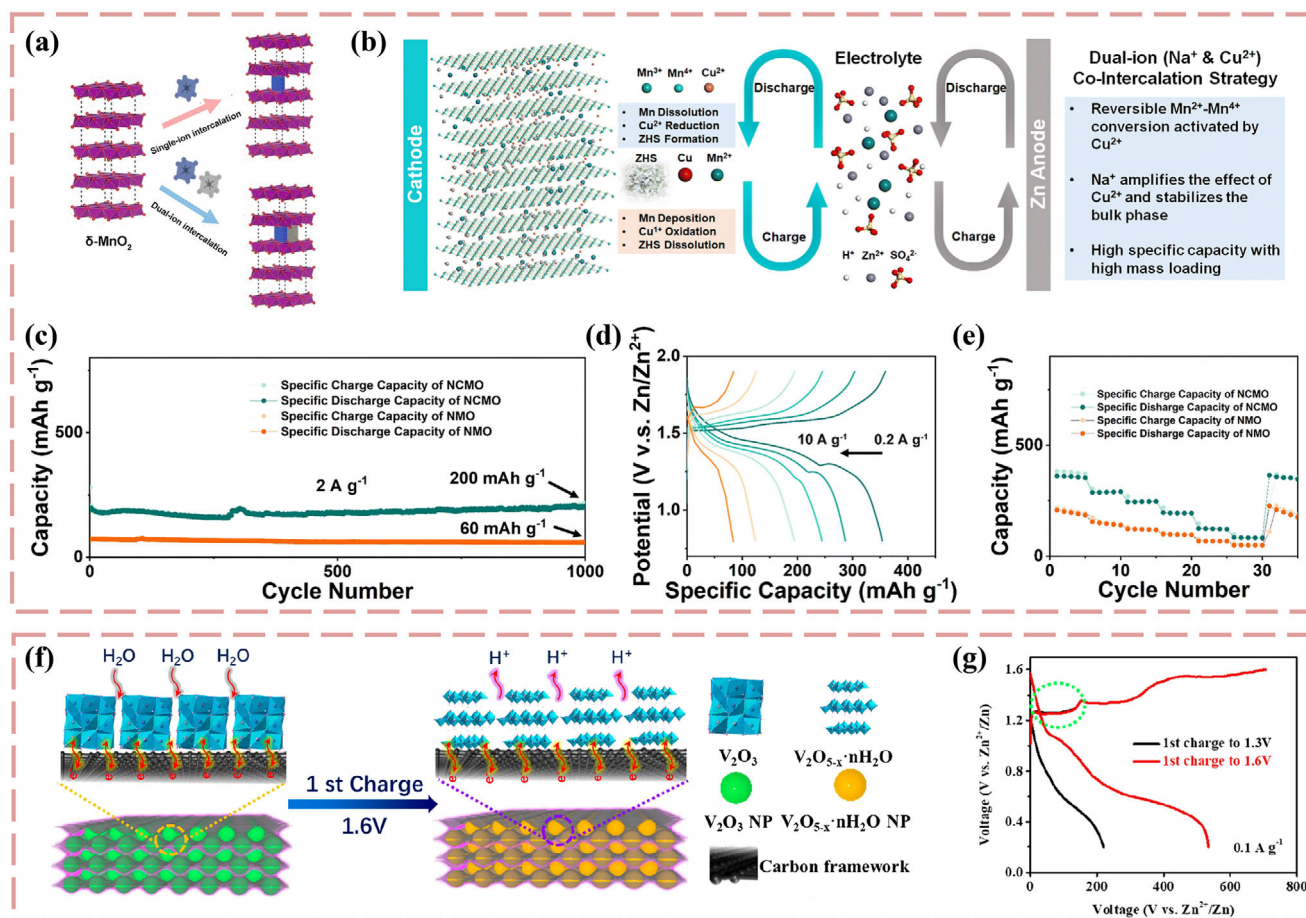 (a)
Single-ion intercalation
Dual-ion intercalation
δ-MnO₂
(b)
Cathode
Mn³⁺ Mn⁴⁺ Cu²⁺
• Mn Dissolution
• Cu²⁺ Reduction
• ZHS Formation
ZHS Cu Mn²⁺
• Mn Deposition
• Cu¹⁺ Oxidation
• ZHS Dissolution
Discharge
Charge
Electrolyte
H⁺ Zn²⁺ SO₄²⁻
Discharge
Charge
Zn Anode
Dual-ion (Na⁺ & Cu²⁺)
Co-Intercalation Strategy
• Reversible Mn²⁺-Mn⁴⁺
conversion activated by
Cu²⁺
• Na⁺ amplifies the effect of
Cu²⁺ and stabilizes the
bulk phase
• High specific capacity with
high mass loading
(c)
Capacity (mAh g⁻¹)
500
0
Specific Charge Capacity of NCMO
Specific Discharge Capacity of NCMO
Specific Charge Capacity of NMO
Specific Discharge Capacity of NMO
2 A g⁻¹
200 mAh g⁻¹
60 mAh g⁻¹
0 500 1000
Cycle Number
(d)
Potential (V v.s. Zn/Zn²⁺)
2.0
1.5
1.0
10 A g⁻¹ 0.2 A g⁻¹
0 100 200 300 400
Specific Capacity (mAh g⁻¹)
(e)
Capacity (mAh g⁻¹)
500
0
Specific Charge Capacity of NCMO
Specific Disharge Capacity of NCMO
Specific Charge Capacity of NMO
Specific Disharge Capacity of NMO
0 10 20 30
Cycle Number
(f)
H₂O H₂O H₂O
e⁻ e⁻ e⁻ e⁻ e⁻ e⁻ e⁻
1 st Charge
1.6V
H⁺ H⁺ H⁺
e⁻ e⁻ e⁻ e⁻ e⁻ e⁻ e⁻
V₂O₃ V₂O₅₋ₓ·nH₂O
V₂O₃ NP V₂O₅₋ₓ·nH₂O NP
Carbon framework
(g)
Voltage (V vs. Zn²⁺/Zn)
1.6
1.2
0.8
0.4
0.0
1st charge to 1.3V
1st charge to 1.6V
0.1 A g⁻¹
0 200 400 600 800
Voltage (V vs. Zn²⁺/Zn)